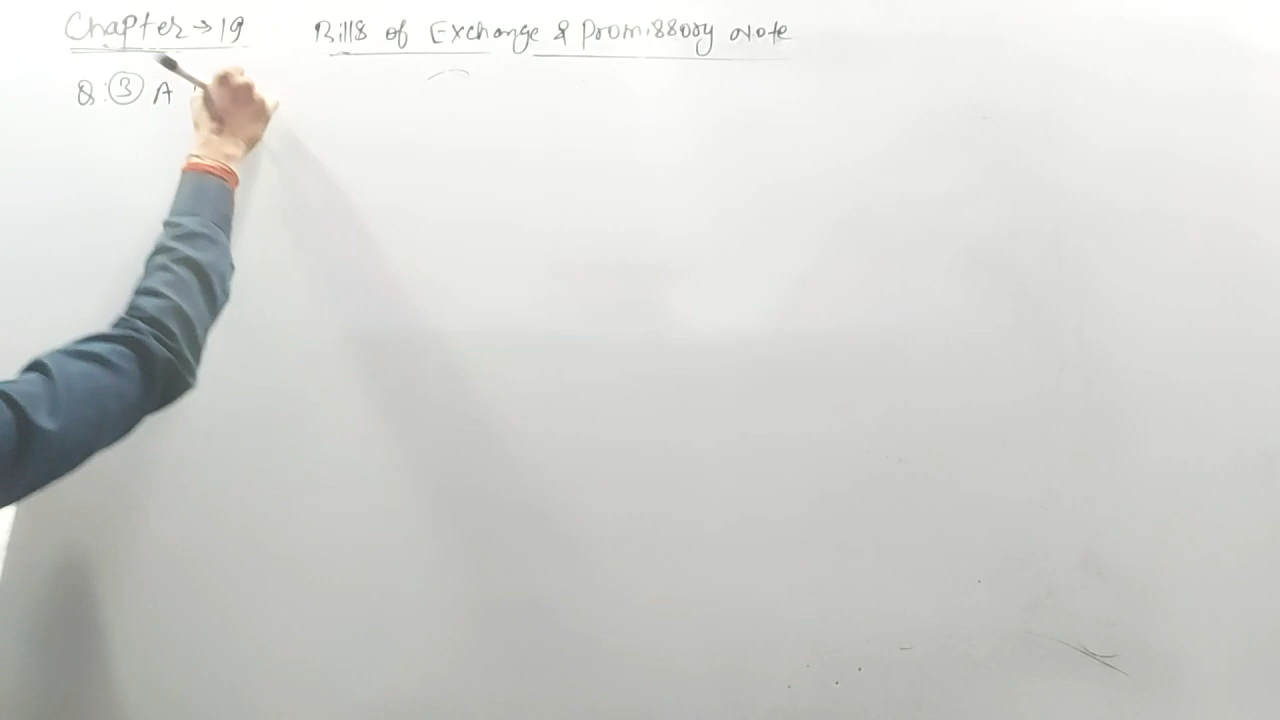 Chapter → 19 Bills of Exchange & Promissory Note
Q: ③ A